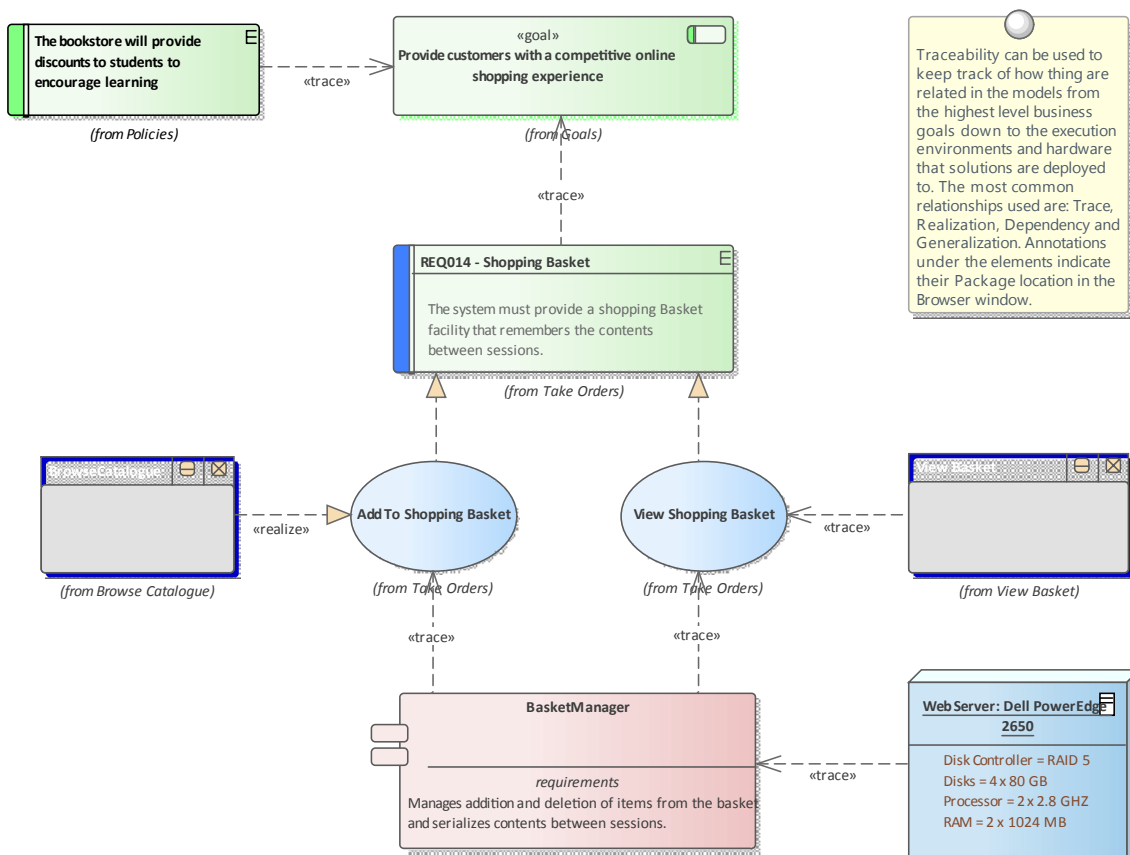 The bookstore will provide
discounts to students to
encourage learning
(from Policies)
«trace»
«goal»
Provide customers with a competitive online
shopping experience
(from Goals)
Traceability can be used to
keep track of how thing are
related in the models from
the highest level business
goals down to the execution
environments and hardware
that solutions are deployed
to. The most common
relationships used are: Trace,
Realization, Dependency and
Generalization. Annotations
under the elements indicate
their Package location in the
Browser window.
«trace»
REQ014 - Shopping Basket
The system must provide a shopping Basket
facility that remembers the contents
between sessions.
(from Take Orders)
BrowseCatalogue
(from Browse Catalogue)
«realize»
Add To Shopping Basket
(from Take Orders)
View Shopping Basket
(from Take Orders)
«trace»
View Basket
(from View Basket)
«trace»
«trace»
BasketManager
requirements
Manages addition and deletion of items from the basket
and serializes contents between sessions.
«trace»
Web Server: Dell PowerEdge
2650
Disk Controller = RAID 5
Disks = 4 x 80 GB
Processor = 2 x 2.8 GHZ
RAM = 2 x 1024 MB